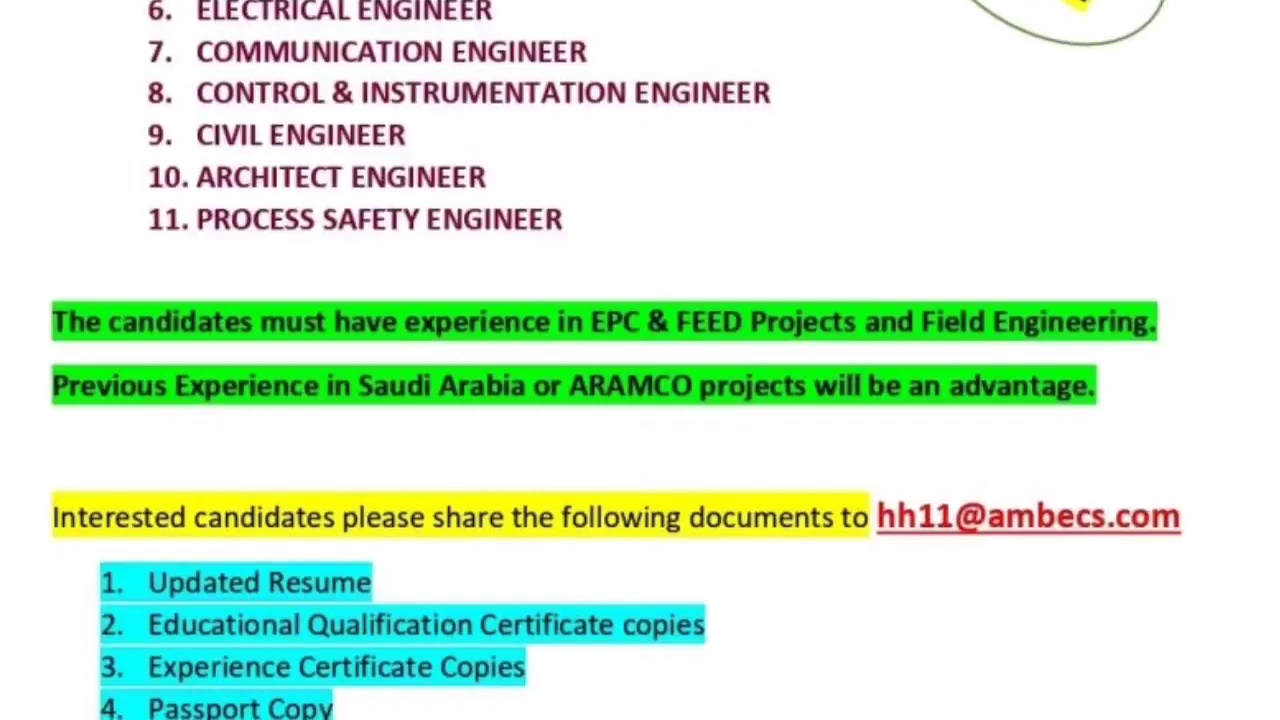 6. ELECTRICAL ENGINEER
7. COMMUNICATION ENGINEER
8. CONTROL & INSTRUMENTATION ENGINEER
9. CIVIL ENGINEER
10. ARCHITECT ENGINEER
11. PROCESS SAFETY ENGINEER
The candidates must have experience in EPC & FEED Projects and Field Engineering.
Previous Experience in Saudi Arabia or ARAMCO projects will be an advantage.
Interested candidates please share the following documents to hh11@ambecs.com
1. Updated Resume
2. Educational Qualification Certificate copies
3. Experience Certificate Copies
4. Passport Copy